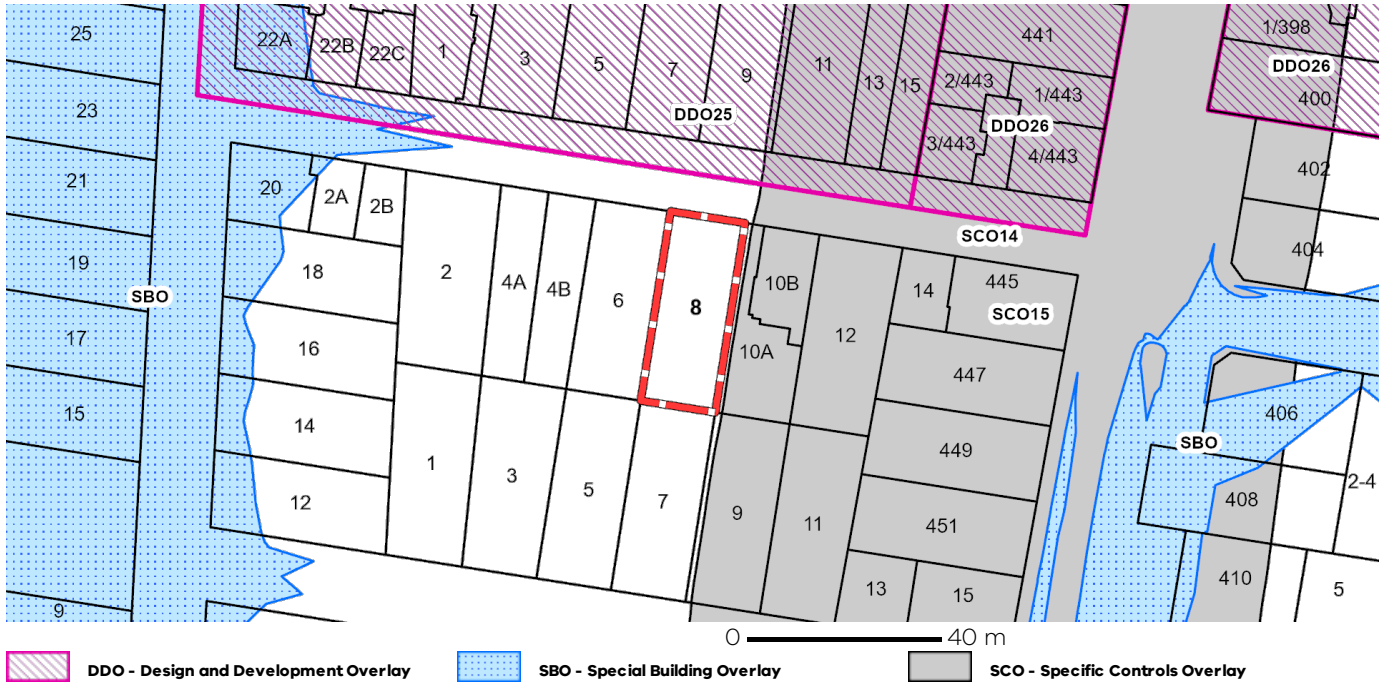 25
22A
22B
22C
1
3
5
7
9
11
13
15
441
1/398
DDO26
400
2/443
1/443
DDO25
DDO26
3/443
4/443
23
21
20
2A
2B
402
19
18
2
4A
4B
6
8
10B
SCO14
14
445
404
SBO
SCO15
17
16
10A
12
447
15
14
406
SBO
1
3
5
7
9
11
449
2-4
12
451
408
9
13
15
410
5
0 40 m
DDO - Design and Development Overlay
SBO - Special Building Overlay
SCO - Specific Controls Overlay